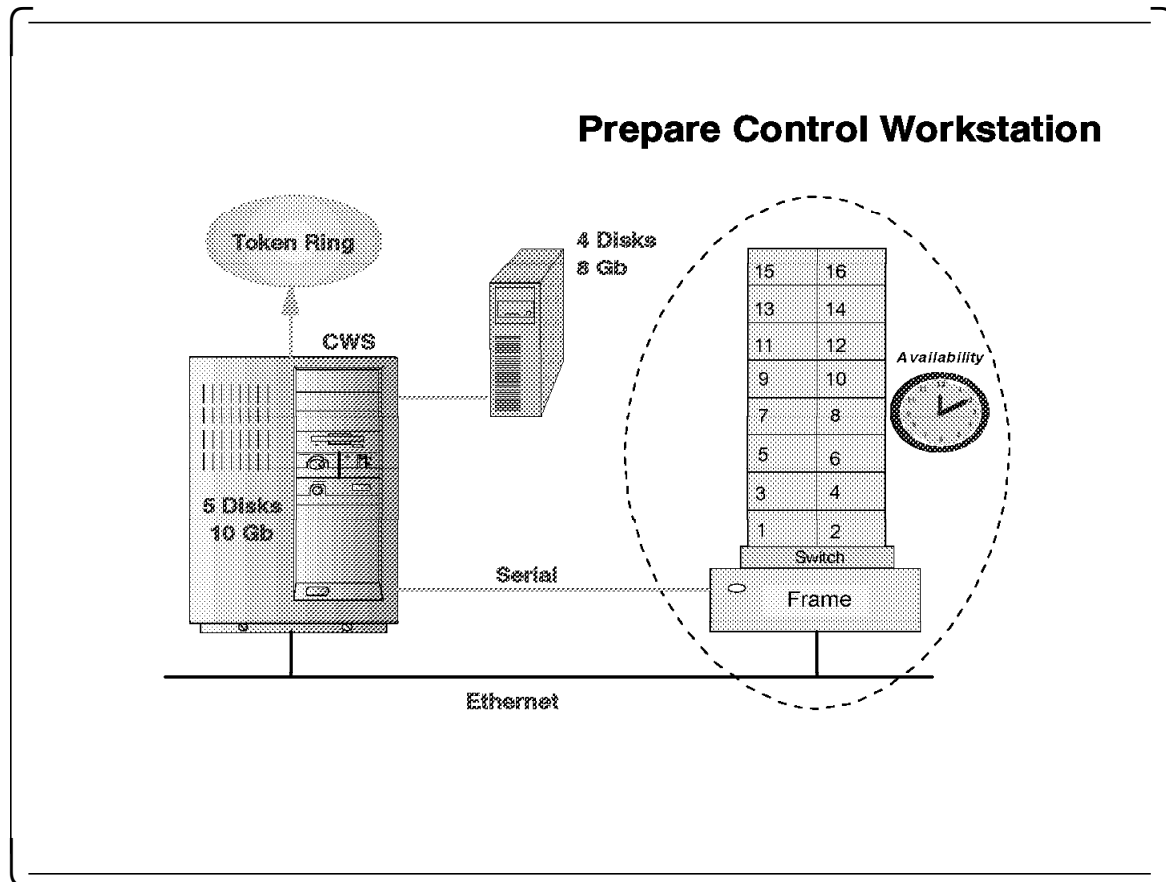 Prepare Control Workstation
Token Ring
4 Disks
8 Gb
CWS
5 Disks
10 Gb
15 16
13 14
11 12
9 10
7 8
5 6
3 4
1 2
Availability
Switch
Serial
Frame
Ethernet